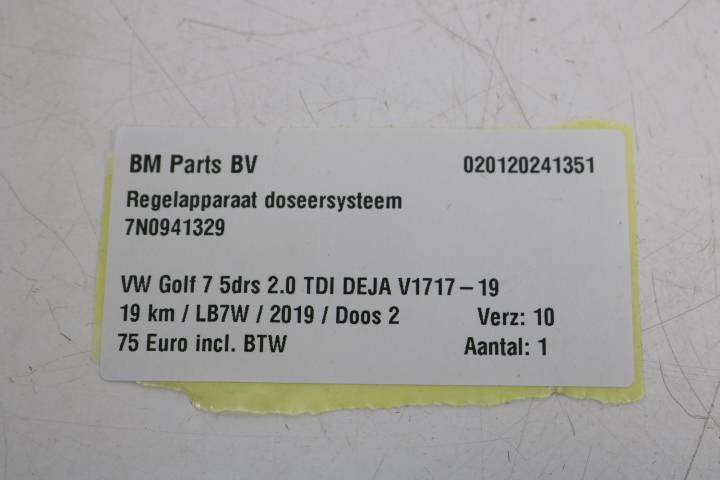 BM Parts BV 020120241351
Regelapparaat doseersysteem
7N0941329
VW Golf 7 5drs 2.0 TDI DEJA V1717 – 19
19 km / LB7W / 2019 / Doos 2 Verz: 10
75 Euro incl. BTW Aantal: 1